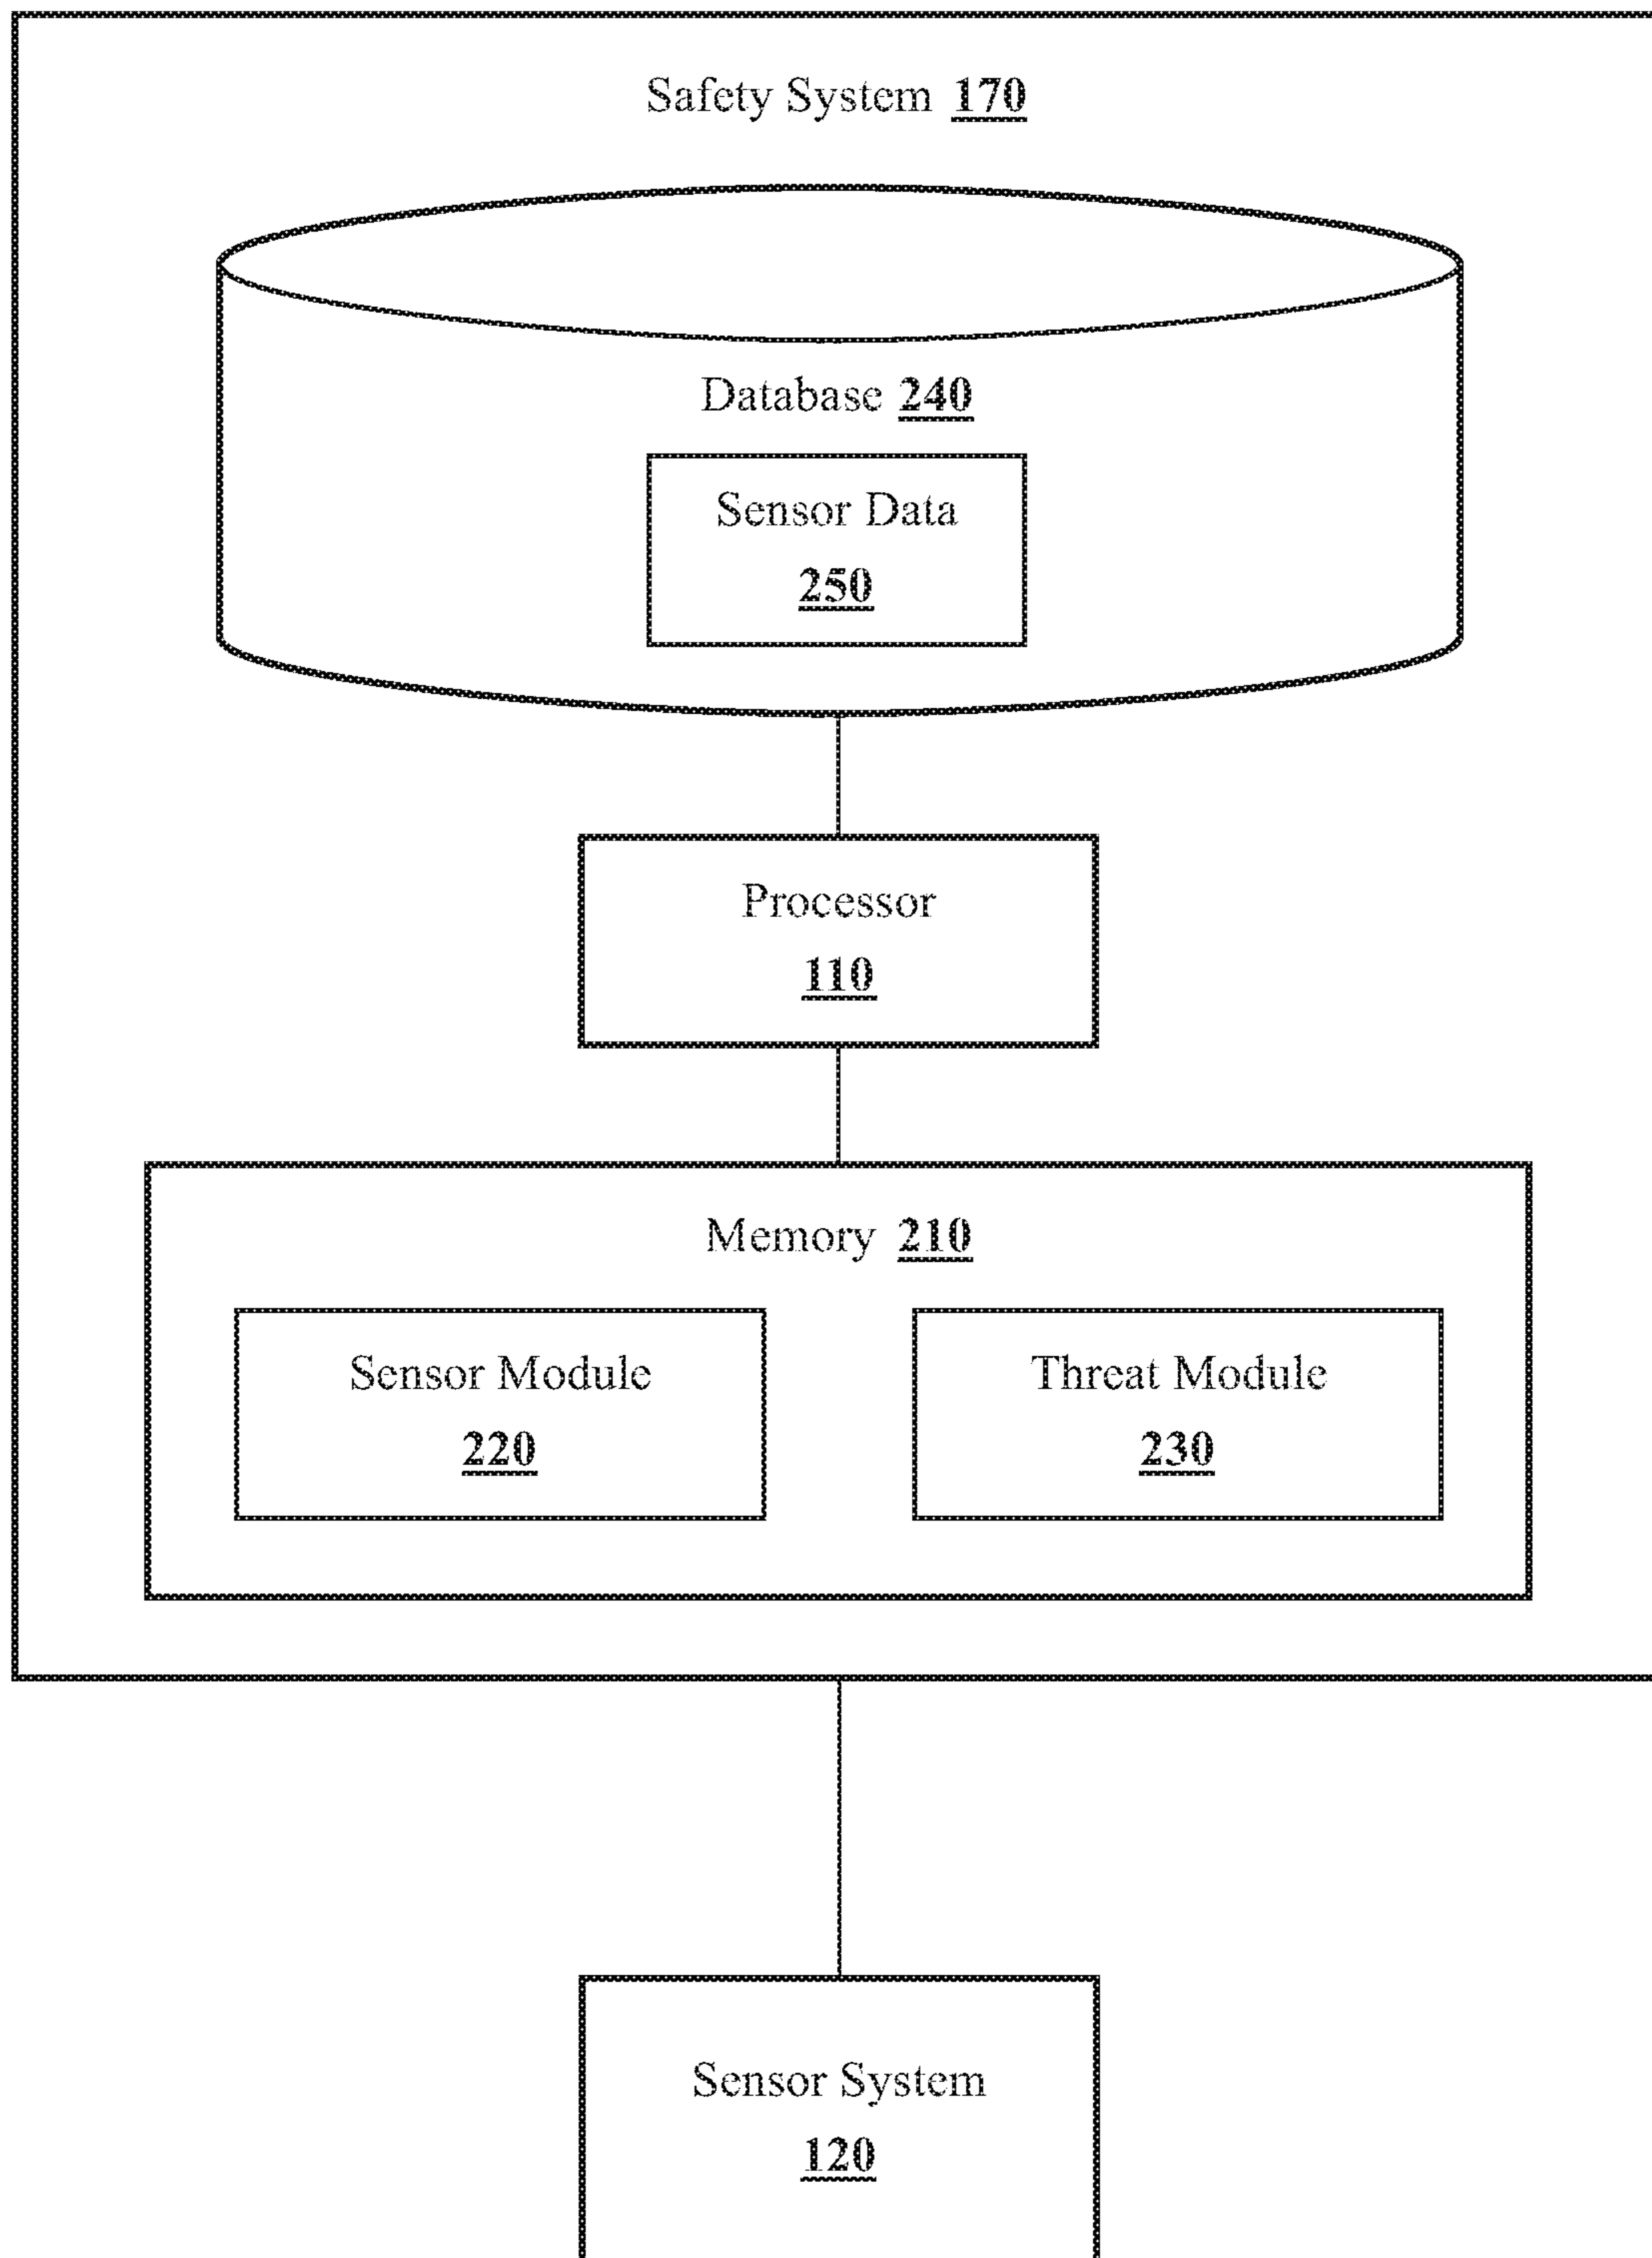 Safety System 170
Database 240
Sensor Data
250
Processor
110
Memory 210
Sensor Module
220
Threat Module
230
Sensor System
120